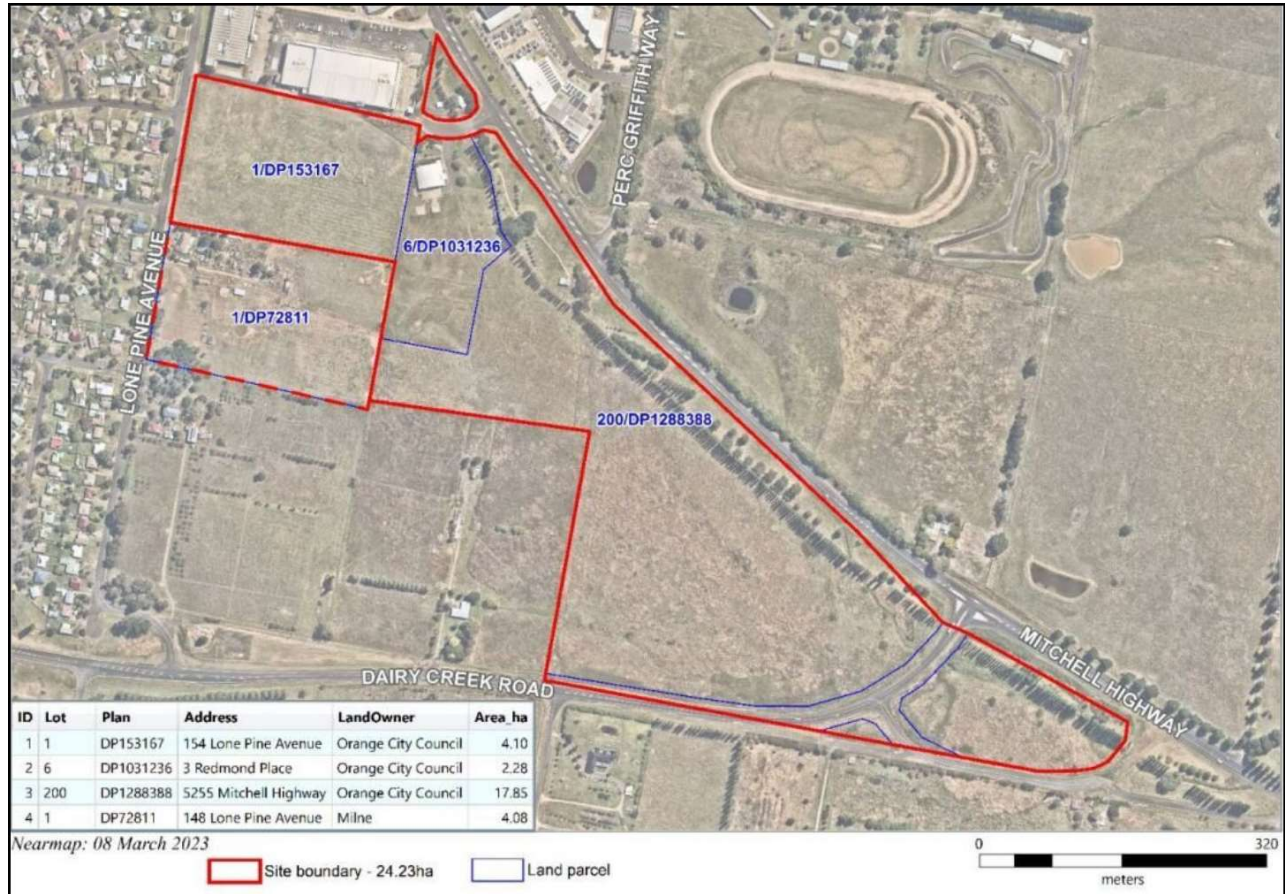 PERC GRIFFITH WAY
1/DP153167
6/DP1031236
LONE PINE AVENUE
1/DP72811
200/DP1288388
MITCHELL HIGHWAY
DAIRY CREEK ROAD
ID Lot Plan Address LandOwner Area_ha
1 1 DP153167 154 Lone Pine Avenue Orange City Council 4.10
2 6 DP1031236 3 Redmond Place Orange City Council 2.28
3 200 DP1288388 5255 Mitchell Highway Orange City Council 17.85
4 1 DP72811 148 Lone Pine Avenue Milne 4.08
Nearmap: 08 March 2023
Site boundary - 24.23ha
Land parcel
0 320
meters